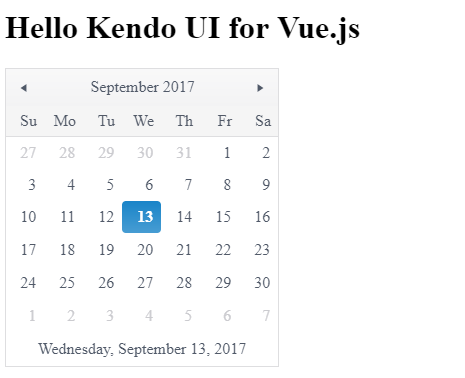 Hello Kendo UI for Vue.js
September 2017
Su Mo Tu We Th Fr Sa
27 28 29 30 31 1 2
3 4 5 6 7 8 9
10 11 12 13 14 15 16
17 18 19 20 21 22 23
24 25 26 27 28 29 30
1 2 3 4 5 6 7
Wednesday, September 13, 2017